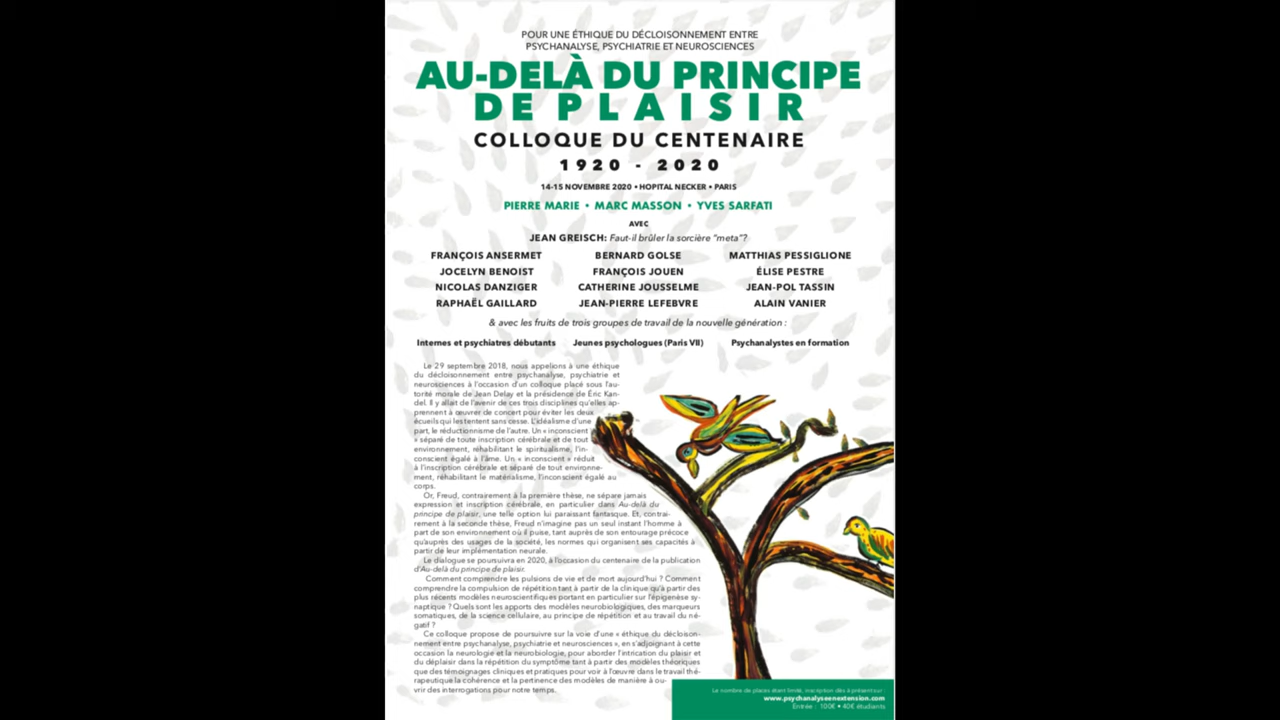 POUR UNE ÉTHIQUE DU DÉCLOISONNEMENT ENTRE
PSYCHANALYSE, PSYCHIATRIE ET NEUROSCIENCES
AU-DELÀ DU PRINCIPE
DE PLAISIR
COLLOQUE DU CENTENAIRE
1920 - 2020
14-15 NOVEMBRE 2020 • HOPITAL NECKER • PARIS
PIERRE MARIE • MARC MASSON • YVES SARFATI
AVEC
JEAN GREISCH: Faut-il brûler la sorcière "meta"?
FRANÇOIS ANSERMET BERNARD GOLSE MATTHIAS PESSIGLIONE
JOCELYN BENOIST FRANÇOIS JOUEN ÉLISE PESTRE
NICOLAS DANZIGER CATHERINE JOUSSELME JEAN-POL TASSIN
RAPHAËL GAILLARD JEAN-PIERRE LEFEBVRE ALAIN VANIER
& avec les fruits de trois groupes de travail de la nouvelle génération :
Internes et psychiatres débutants Jeunes psychologues (Paris VII) Psychanalystes en formation
Le 29 septembre 2018, nous appelions à une éthique
du décloisonnement entre psychanalyse, psychiatrie et
neurosciences à l'occasion d'un colloque placé sous l'au-
torité morale de Jean Delay et la présidence de Éric Kan-
del. Il y allait de l'avenir de ces trois disciplines qu'elles ap-
prennent à œuvrer de concert pour éviter les deux
écueils qui les tentent sans cesse. L'idéalisme d'une
part, le réductionnisme de l'autre. Un « inconscient
» séparé de toute inscription cérébrale et de tout
environnement, réhabilitant le spiritualisme, l'in-
conscient égalé à l'âme. Un « inconscient » réduit
à l'inscription cérébrale et séparé de tout environne-
ment, réhabilitant le matérialisme, l'inconscient égalé au
corps.
Or, Freud, contrairement à la première thèse, ne sépare jamais
expression et inscription cérébrale, en particulier dans Au-delà du
principe de plaisir, une telle option lui paraissant fantasque. Et, contrai-
rement à la seconde thèse, Freud n'imagine pas un seul instant l'homme à
part de son environnement où il puise, tant auprès de son entourage précoce
qu'auprès des usages de la société, les normes qui organisent ses capacités à
partir de leur implémentation neurale.
Le dialogue se poursuivra en 2020, à l'occasion du centenaire de la publication
d'Au-delà du principe de plaisir.
Comment comprendre les pulsions de vie et de mort aujourd'hui ? Comment
comprendre la compulsion de répétition tant à partir de la clinique qu'à partir des
plus récents modèles neuroscientifiques portant en particulier sur l'épigenèse sy-
naptique ? Quels sont les apports des modèles neurobiologiques, des marqueurs
somatiques, de la science cellulaire, au principe de répétition et au travail du né-
gatif ?
Ce colloque propose de poursuivre sur la voie d'une « éthique du décloison-
nement entre psychanalyse, psychiatrie et neurosciences », en s'adjoignant à cette
occasion la neurologie et la neurobiologie, pour aborder l'intrication du plaisir et
du déplaisir dans la répétition du symptôme tant à partir des modèles théoriques
que des témoignages cliniques et pratiques pour voir à l'œuvre dans le travail thé-
rapeutique la cohérence et la pertinence des modèles de manière à ou-
vrir des interrogations pour notre temps.
Le nombre de places étant limité, inscription dès à présent sur :
www.psychanalyseenextension.com
Entrée : 100€ • 40€ étudiants